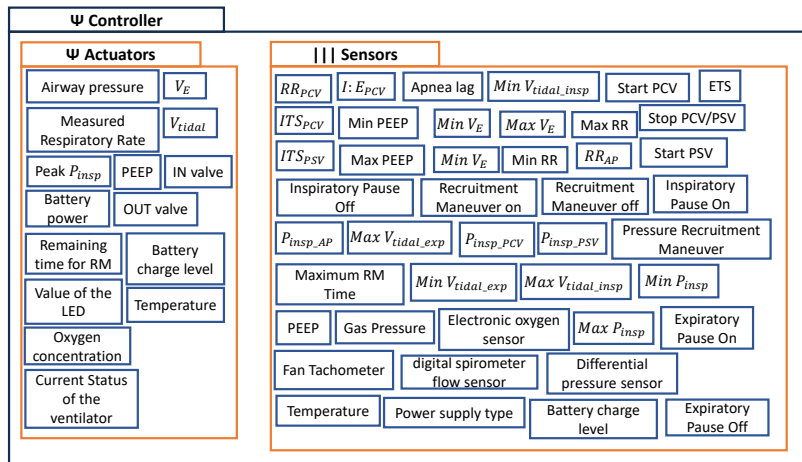 Ψ Controller
Ψ Actuators
Airway pressure
V_E
Measured
Respiratory Rate
V_tidal
Peak P_insp
PEEP
IN valve
Battery
power
OUT valve
Remaining
time for RM
Battery
charge level
Value of the
LED
Temperature
Oxygen
concentration
Current Status
of the
ventilator
||| Sensors
RR_PCV
I: E_PCV
Apnea lag
Min V_tidal_insp
Start PCV
ETS
ITS_PCV
Min PEEP
Min V_E
Max V_E
Max RR
Stop PCV/PSV
ITS_PSV
Max PEEP
Min V_E
Min RR
RR_AP
Start PSV
Inspiratory Pause
Off
Recruitment
Maneuver on
Recruitment
Maneuver off
Inspiratory
Pause On
P_insp_AP
Max V_tidal_exp
P_insp_PCV
P_insp_PSV
Pressure Recruitment
Maneuver
Maximum RM
Time
Min V_tidal_exp
Max V_tidal_insp
Min P_insp
PEEP
Gas Pressure
Electronic oxygen
sensor
Max P_insp
Expiratory
Pause On
Fan Tachometer
digital spirometer
flow sensor
Differential
pressure sensor
Temperature
Power supply type
Battery charge
level
Expiratory
Pause Off